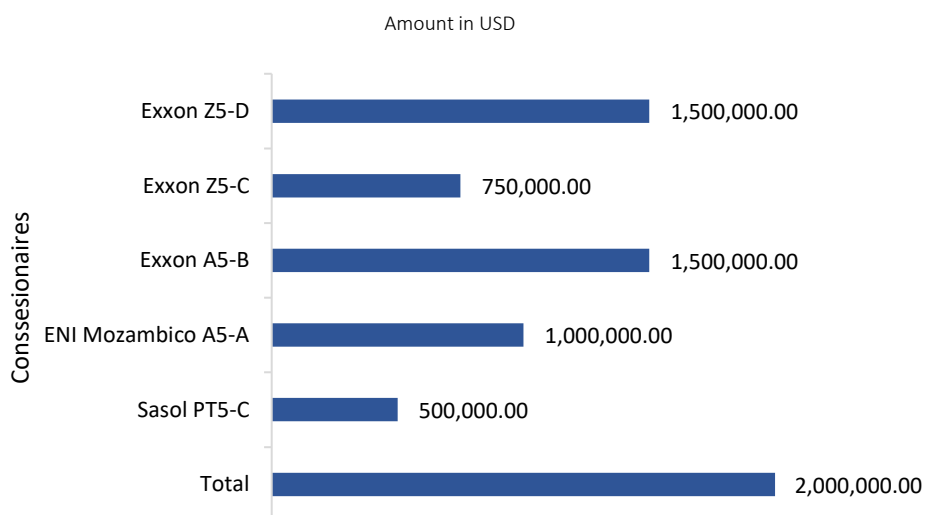 Amount in USD
Exxon Z5-D 1,500,000.00
Exxon Z5-C 750,000.00
Exxon A5-B 1,500,000.00
ENI Mozambico A5-A 1,000,000.00
Sasol PT5-C 500,000.00
Total 2,000,000.00
Conssesionaires